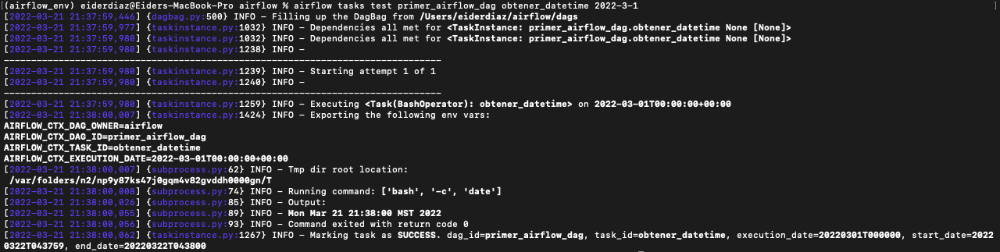 (airflow_env) eiderdiaz@Eiders-MacBook-Pro airflow % airflow tasks test primer_airflow_dag obtener_datetime 2022-3-1
[2022-03-21 21:37:59,446] {dagbag.py:500} INFO - Filling up the DagBag from /Users/eiderdiaz/airflow/dags
[2022-03-21 21:37:59,977] {taskinstance.py:1032} INFO - Dependencies all met for <TaskInstance: primer_airflow_dag.obtener_datetime None [None]>
[2022-03-21 21:37:59,980] {taskinstance.py:1032} INFO - Dependencies all met for <TaskInstance: primer_airflow_dag.obtener_datetime None [None]>
[2022-03-21 21:37:59,980] {taskinstance.py:1238} INFO -
--------------------------------------------------------------------------------
[2022-03-21 21:37:59,980] {taskinstance.py:1239} INFO - Starting attempt 1 of 1
[2022-03-21 21:37:59,980] {taskinstance.py:1240} INFO -
--------------------------------------------------------------------------------
[2022-03-21 21:37:59,980] {taskinstance.py:1259} INFO - Executing <Task(BashOperator): obtener_datetime> on 2022-03-01T00:00:00+00:00
[2022-03-21 21:38:00,007] {taskinstance.py:1424} INFO - Exporting the following env vars:
AIRFLOW_CTX_DAG_OWNER=airflow
AIRFLOW_CTX_DAG_ID=primer_airflow_dag
AIRFLOW_CTX_TASK_ID=obtener_datetime
AIRFLOW_CTX_EXECUTION_DATE=2022-03-01T00:00:00+00:00
[2022-03-21 21:38:00,007] {subprocess.py:62} INFO - Tmp dir root location:
 /var/folders/n2/np9y87ks47j0gqm4v82gvddh0000gn/T
[2022-03-21 21:38:00,008] {subprocess.py:74} INFO - Running command: ['bash', '-c', 'date']
[2022-03-21 21:38:00,026] {subprocess.py:85} INFO - Output:
[2022-03-21 21:38:00,055] {subprocess.py:89} INFO - Mon Mar 21 21:38:00 MST 2022
[2022-03-21 21:38:00,056] {subprocess.py:93} INFO - Command exited with return code 0
[2022-03-21 21:38:00,062] {taskinstance.py:1267} INFO - Marking task as SUCCESS. dag_id=primer_airflow_dag, task_id=obtener_datetime, execution_date=20220301T000000, start_date=2022
0322T043759, end_date=20220322T043800